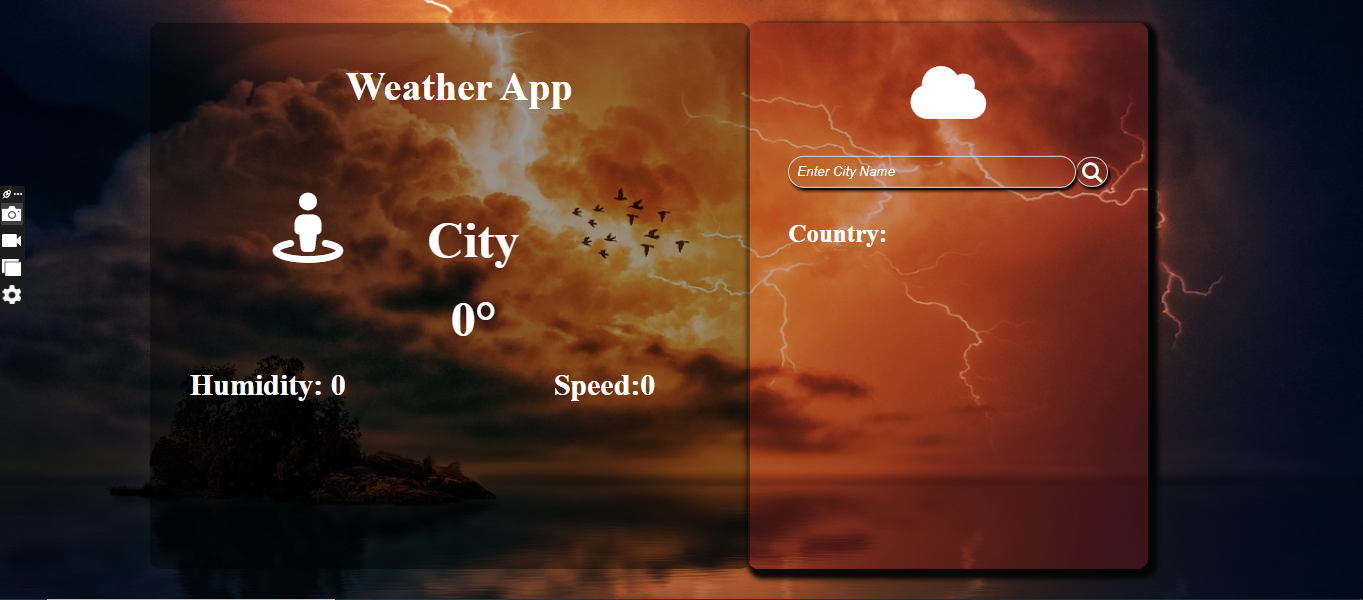 Weather App
City
0°
Humidity: 0
Speed:0
Enter City Name
Country: